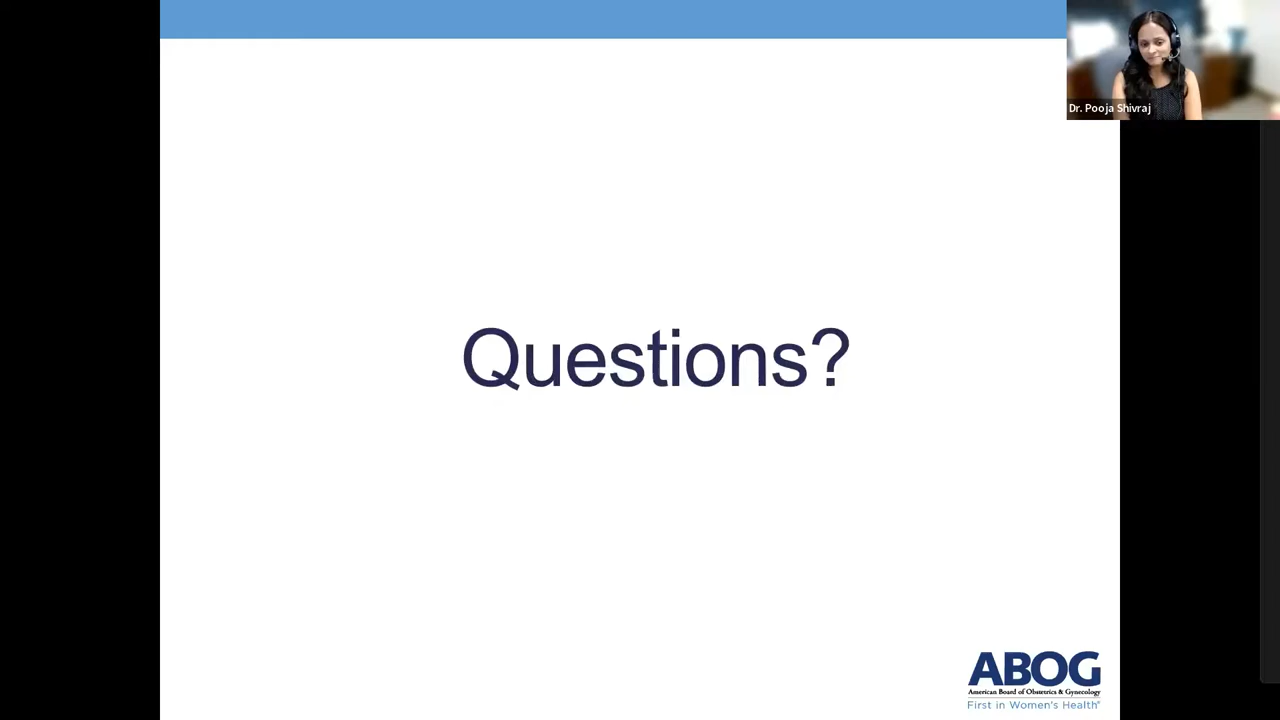 Dr. Pooja Shivraj
Questions?
ABOG
American Board of Obstetrics & Gynecology
First in Women's Health®